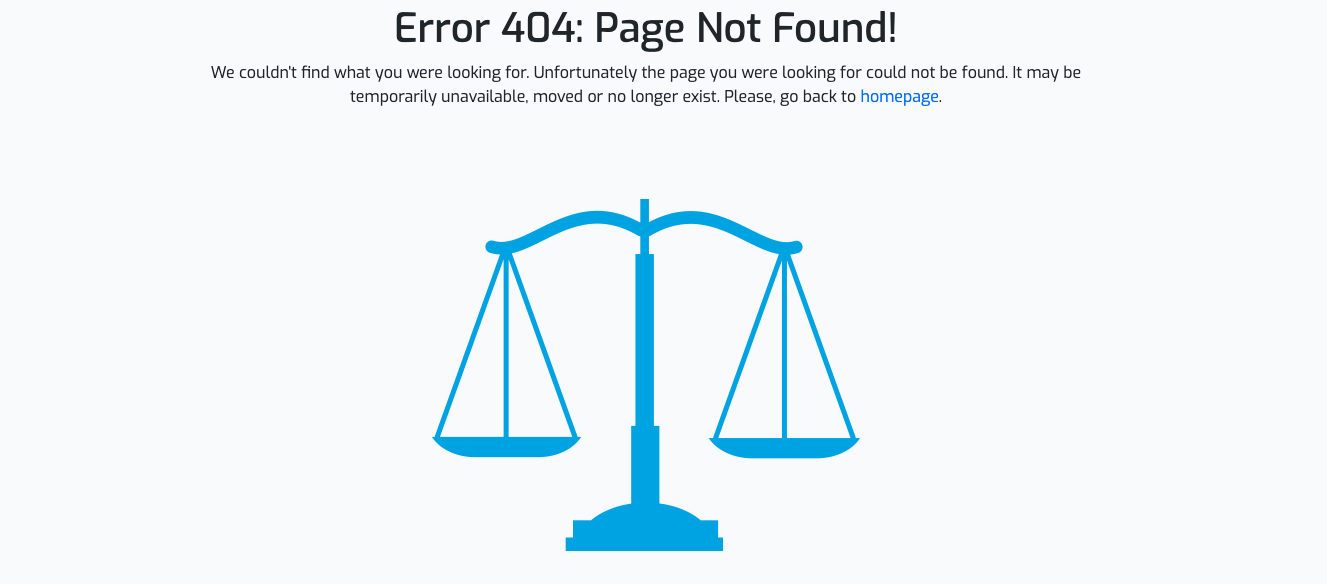 Error 404: Page Not Found!
We couldn't find what you were looking for. Unfortunately the page you were looking for could not be found. It may be
temporarily unavailable, moved or no longer exist. Please, go back to homepage.